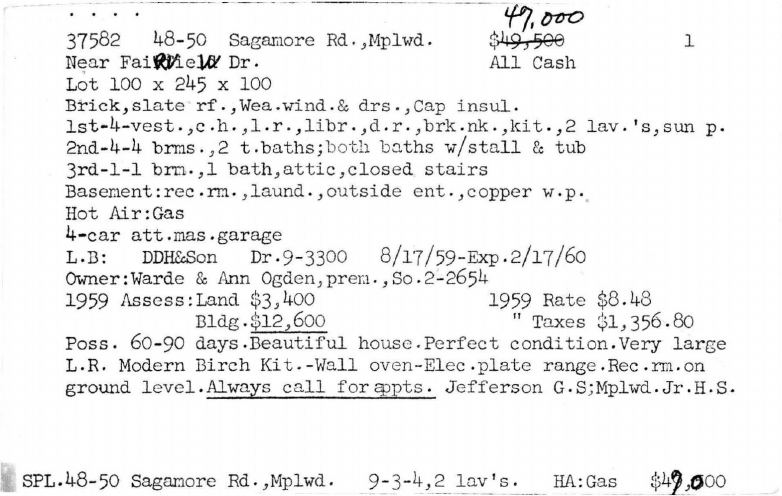 . . . .
49,000
37582 48-50 Sagamore Rd.,Mplwd. $49,500 1
Near FaiRVieW Dr. All Cash
Lot 100 x 245 x 100
Brick,slate rf.,Wea.wind.& drs.,Cap insul.
1st-4-vest.,c.h.,l.r.,libr.,d.r.,brk.nk.,kit.,2 lav.'s,sun p.
2nd-4-4 brms.,2 t.baths;both baths w/stall & tub
3rd-1-1 brm.,1 bath,attic,closed stairs
Basement:rec.rm.,laund.,outside ent.,copper w.p.
Hot Air:Gas
4-car att.mas.garage
L.B: DDH&Son Dr.9-3300 8/17/59-Exp.2/17/60
Owner:Warde & Ann Ogden,prem.,So.2-2654
1959 Assess:Land $3,400 1959 Rate $8.48
Bldg.$12,600 " Taxes $1,356.80
Poss. 60-90 days.Beautiful house.Perfect condition.Very large
L.R. Modern Birch Kit.-Wall oven-Elec.plate range.Rec.rm.on
ground level.Always call for appts. Jefferson G.S;Mplwd.Jr.H.S.
SPL.48-50 Sagamore Rd.,Mplwd. 9-3-4,2 lav's. HA:Gas $49,000